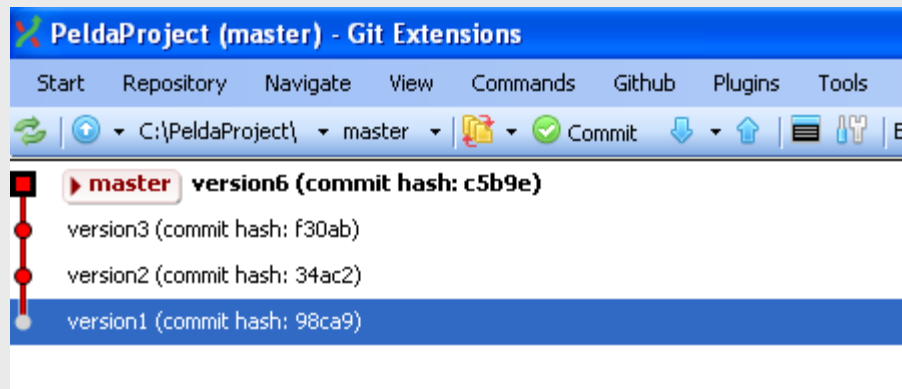 PeldaProject (master) - Git Extensions
Start Repository Navigate View Commands Github Plugins Tools
C:\PeldaProject\ master Commit
master version6 (commit hash: c5b9e)
version3 (commit hash: f30ab)
version2 (commit hash: 34ac2)
version1 (commit hash: 98ca9)